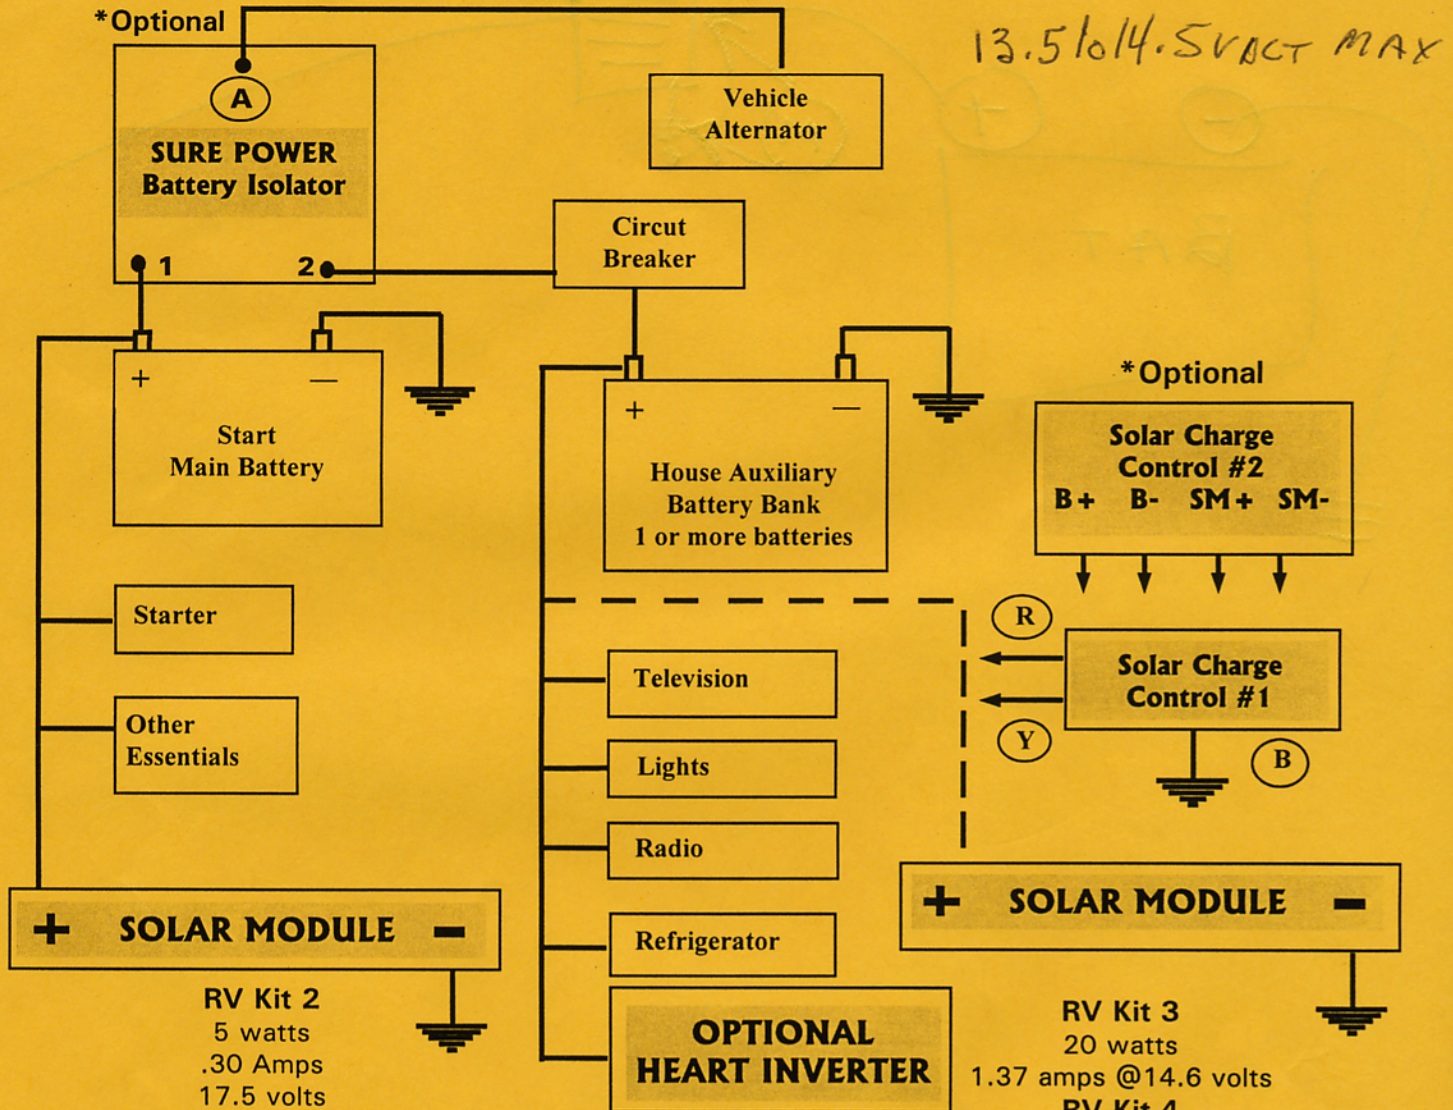 *Optional
13.5 to 14.5
MAX
A
SURE POWER
Battery Isolator
1
2
Vehicle
Alternator
Circut
Breaker
+ —
Start
Main Battery
+ —
House Auxiliary
Battery Bank
1 or more batteries
*Optional
Solar Charge
Control #2
B+ B- SM+ SM-
R
Solar Charge
Control #1
Y
B
Starter
Other
Essentials
Television
Lights
Radio
Refrigerator
OPTIONAL
HEART INVERTER
+ SOLAR MODULE -
RV Kit 2
5 watts
.30 Amps
17.5 volts
+ SOLAR MODULE -
RV Kit 3
20 watts
1.37 amps @14.6 volts
RV Kit 4